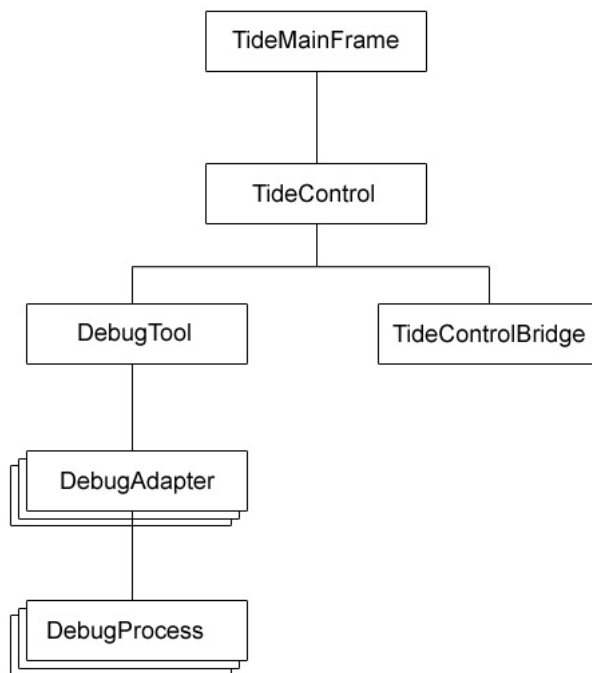 TideMainFrame
TideControl
DebugTool
TideControlBridge
DebugAdapter
DebugProcess